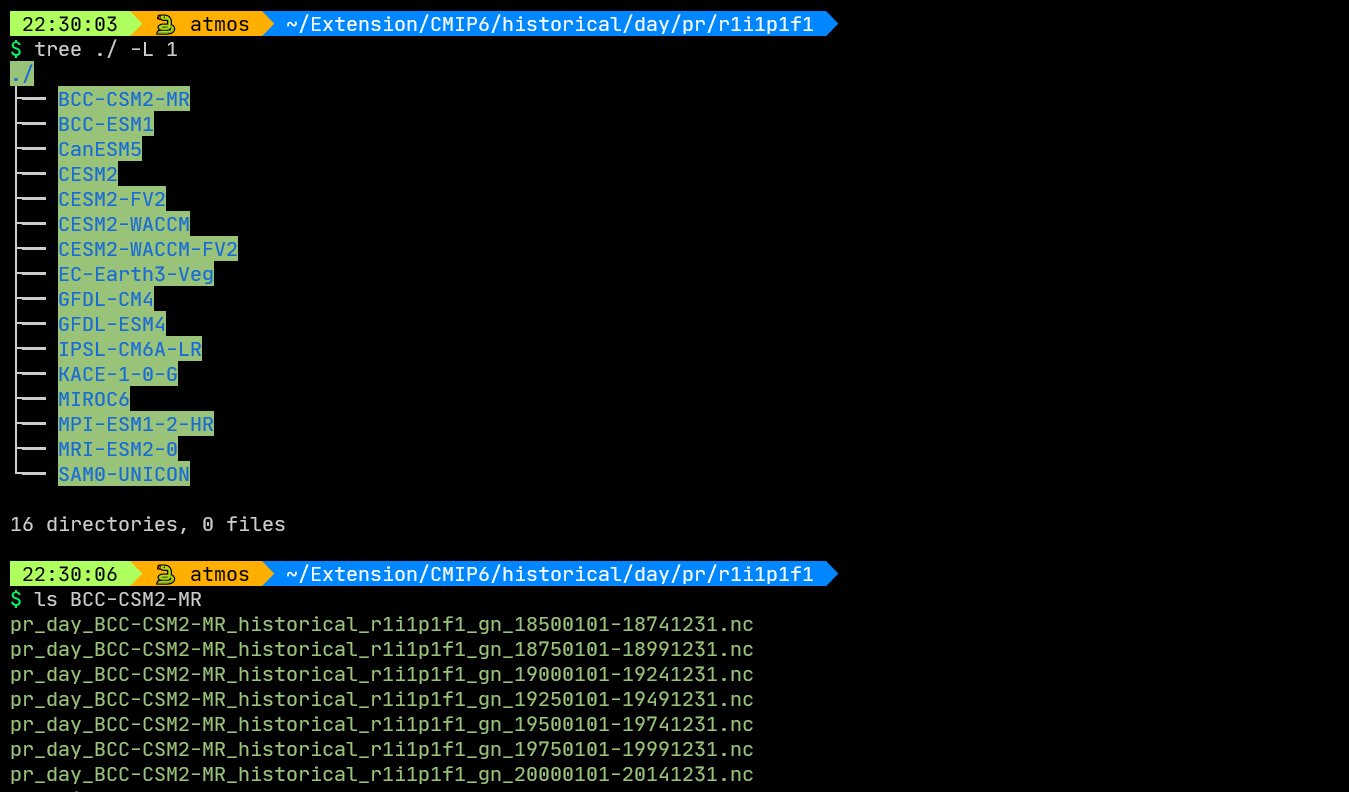 22:30:03 atmos ~/Extension/CMIP6/historical/day/pr/r1i1p1f1
$ tree ./ -L 1
./
├── BCC-CSM2-MR
├── BCC-ESM1
├── CanESM5
├── CESM2
├── CESM2-FV2
├── CESM2-WACCM
├── CESM2-WACCM-FV2
├── EC-Earth3-Veg
├── GFDL-CM4
├── GFDL-ESM4
├── IPSL-CM6A-LR
├── KACE-1-0-G
├── MIROC6
├── MPI-ESM1-2-HR
├── MRI-ESM2-0
└── SAM0-UNICON
16 directories, 0 files
22:30:06 atmos ~/Extension/CMIP6/historical/day/pr/r1i1p1f1
$ ls BCC-CSM2-MR
pr_day_BCC-CSM2-MR_historical_r1i1p1f1_gn_18500101-18741231.nc
pr_day_BCC-CSM2-MR_historical_r1i1p1f1_gn_18750101-18991231.nc
pr_day_BCC-CSM2-MR_historical_r1i1p1f1_gn_19000101-19241231.nc
pr_day_BCC-CSM2-MR_historical_r1i1p1f1_gn_19250101-19491231.nc
pr_day_BCC-CSM2-MR_historical_r1i1p1f1_gn_19500101-19741231.nc
pr_day_BCC-CSM2-MR_historical_r1i1p1f1_gn_19750101-19991231.nc
pr_day_BCC-CSM2-MR_historical_r1i1p1f1_gn_20000101-20141231.nc